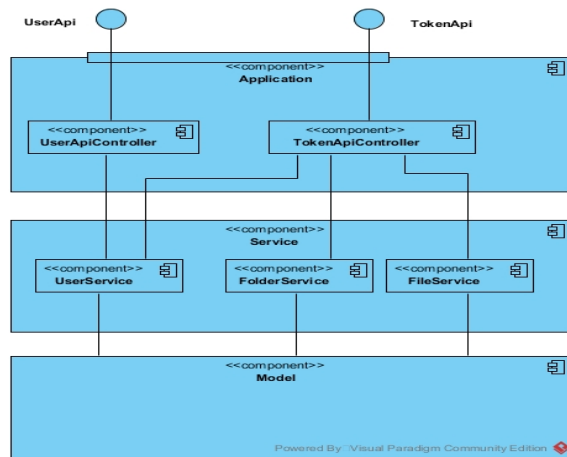 UserApi
TokenApi
<<component>>
Application
<<component>>
UserApiController
<<component>>
TokenApiController
<<component>>
Service
<<component>>
UserService
<<component>>
FolderService
<<component>>
FileService
<<component>>
Model
Powered By Visual Paradigm Community Edition